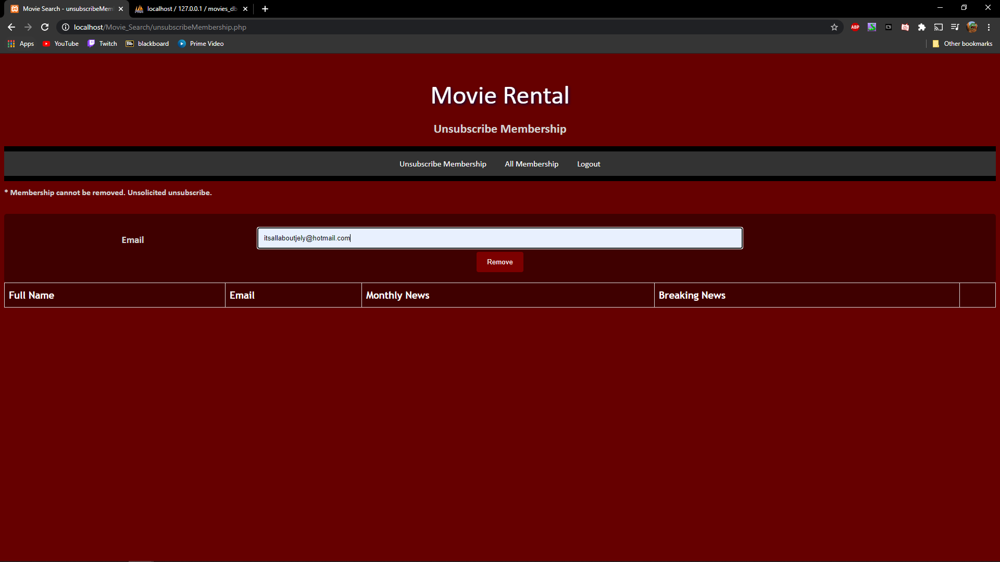 Movie Search - unsubscribeMem
localhost / 127.0.0.1 / movies_db
localhost/Movie_Search/unsubscribeMembership.php
ABP
Apps
YouTube
Twitch
Bb blackboard
Prime Video
Other bookmarks
Movie Rental
Unsubscribe Membership
Unsubscribe Membership All Membership Logout
* Membership cannot be removed. Unsolicited unsubscribe.
Email itsallaboutjely@hotmail.com
Remove
Full Name Email Monthly News Breaking News